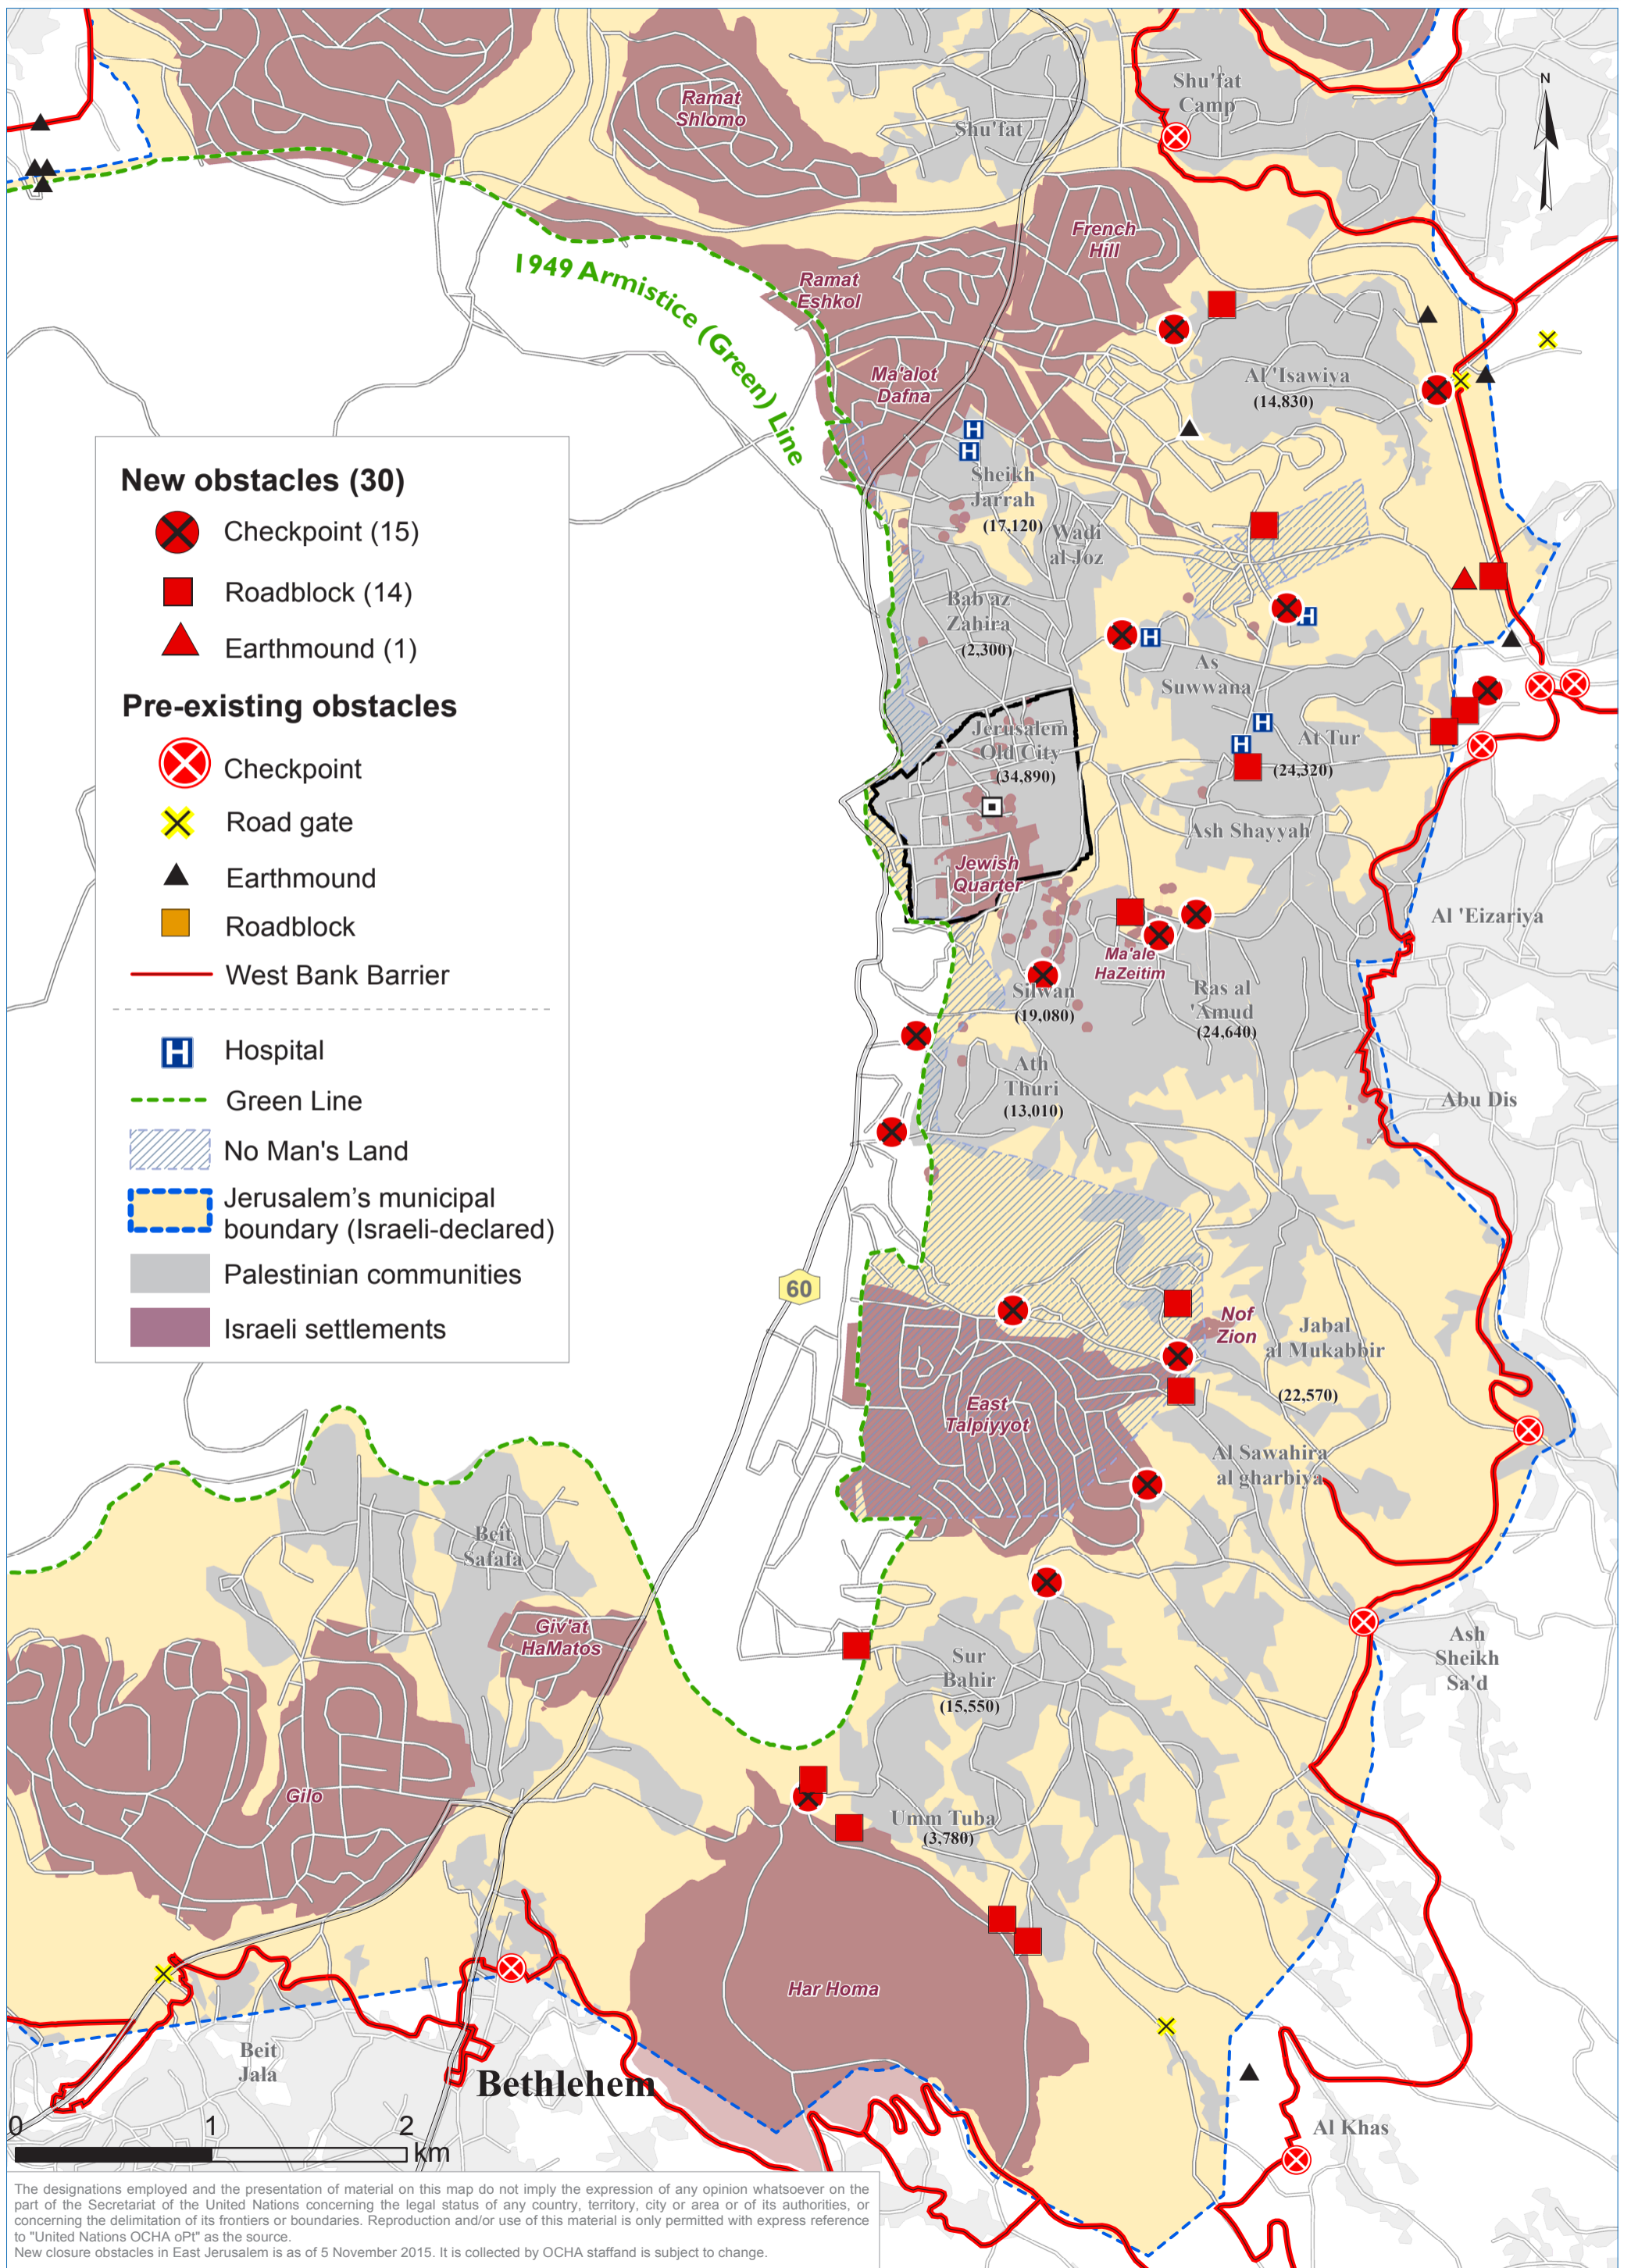 Ramat
Shlomo
Shu'fat
Shu'fat
Camp
N
French
Hill
1949 Armistice (Green) Line
Ramat
Eshkol
Ma'alot
Dafna
Al 'Isawiya
(14,830)
H
H
Sheikh
Jarrah
(17,120)
Wadi
al Joz
Bab az
Zahira
(2,300)
H
H
As
Suwwana
H
H
At Tur
(24,320)
Jerusalem
Old City
(34,890)
Ash Shayyah
Jewish
Quarter
Al 'Eizariya
Ma'ale
HaZeitim
Silwan
(19,080)
Ras al
'Amud
(24,640)
Ath
Thuri
(13,010)
Abu Dis
New obstacles (30)
Checkpoint (15)
Roadblock (14)
Earthmound (1)
Pre-existing obstacles
Checkpoint
Road gate
Earthmound
Roadblock
West Bank Barrier
H Hospital
Green Line
No Man's Land
Jerusalem's municipal
boundary (Israeli-declared)
Palestinian communities
Israeli settlements
60
Nof
Zion
Jabal
al Mukabbir
(22,570)
East
Talpiyyot
Al Sawahira
al gharbiya
Beit
Safafa
Giv'at
HaMatos
Sur
Bahir
(15,550)
Ash
Sheikh
Sa'd
Gilo
Umm Tuba
(3,780)
Har Homa
Beit
Jala
Bethlehem
Al Khas
0 1 2
km
The designations employed and the presentation of material on this map do not imply the expression of any opinion whatsoever on the
part of the Secretariat of the United Nations concerning the legal status of any country, territory, city or area or of its authorities, or
concerning the delimitation of its frontiers or boundaries. Reproduction and/or use of this material is only permitted with express reference
to "United Nations OCHA oPt" as the source.
New closure obstacles in East Jerusalem is as of 5 November 2015. It is collected by OCHA staffand is subject to change.